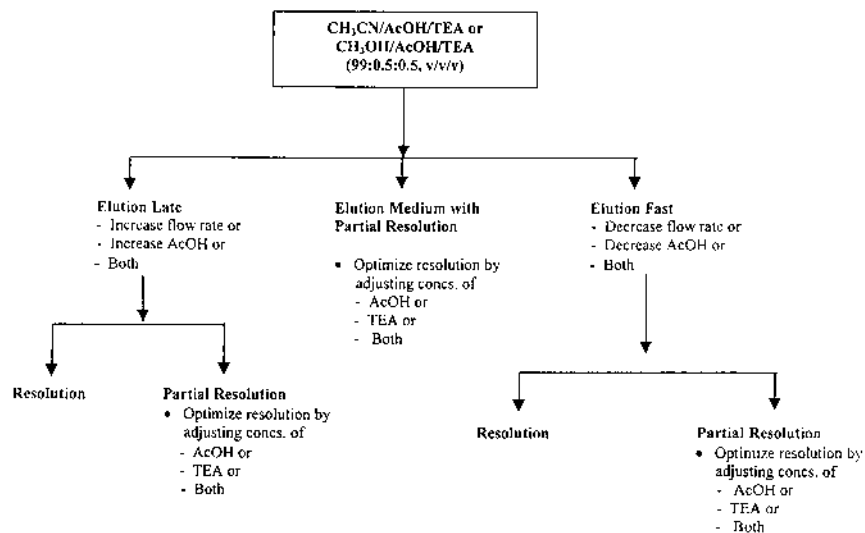 CH₃CN/AcOH/TEA or
CH₃OH/AcOH/TEA
(99:0.5:0.5, v/v/v)
Elution Late
- Increase flow rate or
- Increase AcOH or
- Both
Elution Medium with
Partial Resolution
• Optimize resolution by
adjusting concs. of
- AcOH or
- TEA or
- Both
Elution Fast
- Decrease flow rate or
- Decrease AcOH or
- Both
Resolution
Partial Resolution
• Optimize resolution by
adjusting concs. of
- AcOH or
- TEA or
- Both
Resolution
Partial Resolution
• Optimize resolution by
adjusting concs. of
- AcOH or
- TEA or
- Both